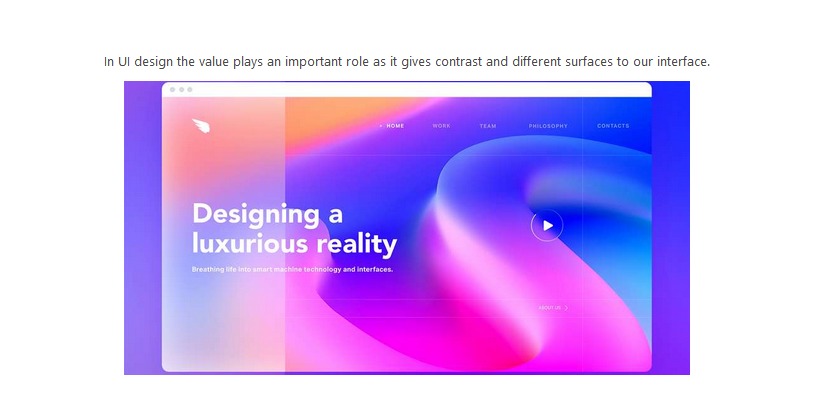 In UI design the value plays an important role as it gives contrast and different surfaces to our interface.
HOME WORK TEAM PHILOSOPHY CONTACTS
Designing a
luxurious reality
Breathing life into smart machine technology and interfaces.
ABOUT US